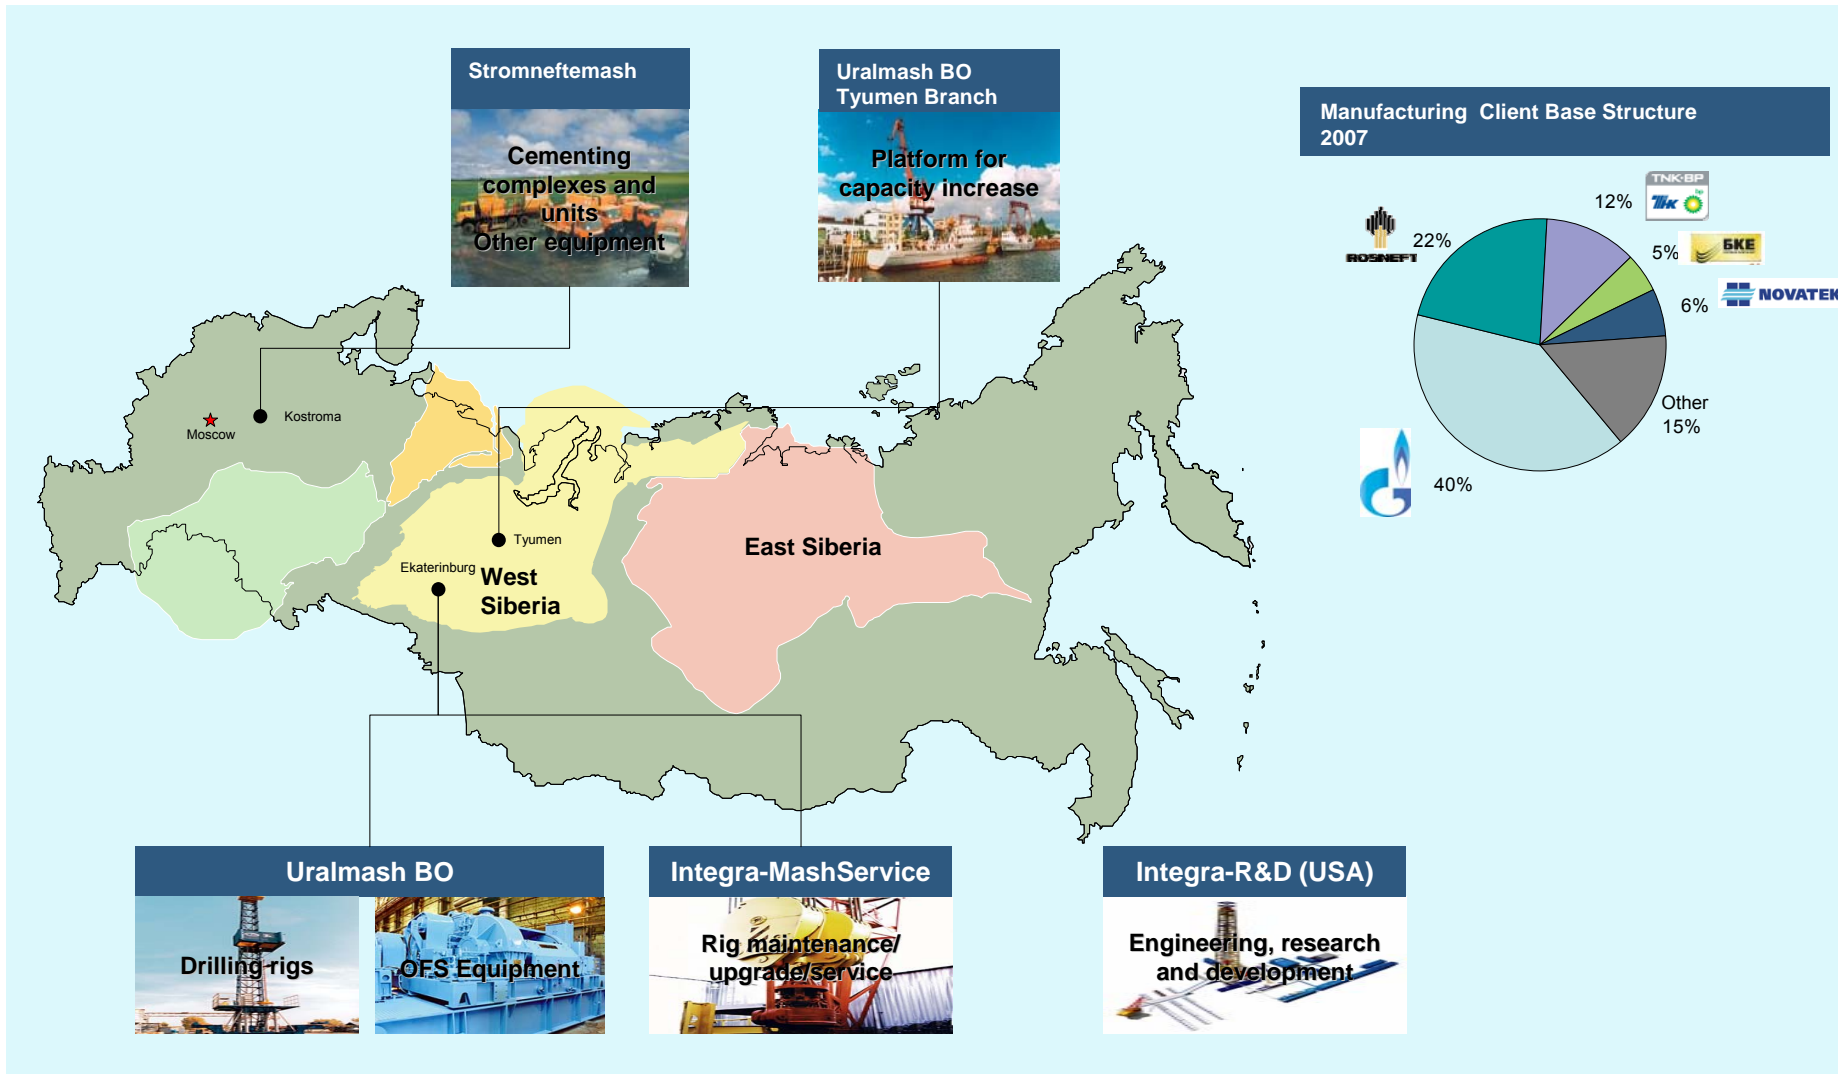 Stromneftemash
Cementing
complexes and
units
Other equipment
Uralmash BO
Tyumen Branch
Platform for
capacity increase
Manufacturing Client Base Structure
2007
12%
TNK-BP
ТНК
bp
22%
ROSNEFT
5%
БКЕ
6%
NOVATEK
Other
15%
40%
Moscow
Kostroma
Tyumen
Ekaterinburg
West
Siberia
East Siberia
Uralmash BO
Drilling rigs
OFS Equipment
Integra-MashService
Rig maintenance/
upgrade/service
Integra-R&D (USA)
Engineering, research
and development